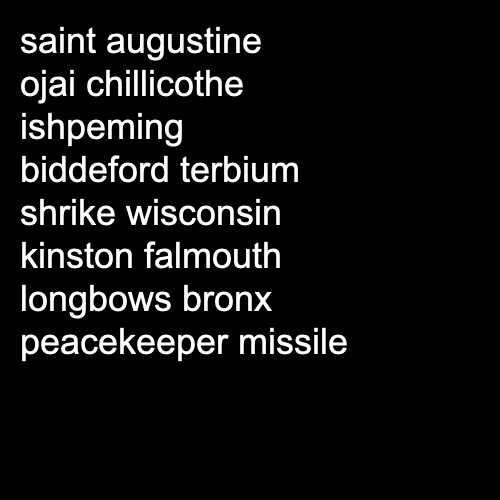 saint augustine
ojai chillicothe
ishpeming
biddeford terbium
shrike wisconsin
kinston falmouth
longbows bronx
peacekeeper missile